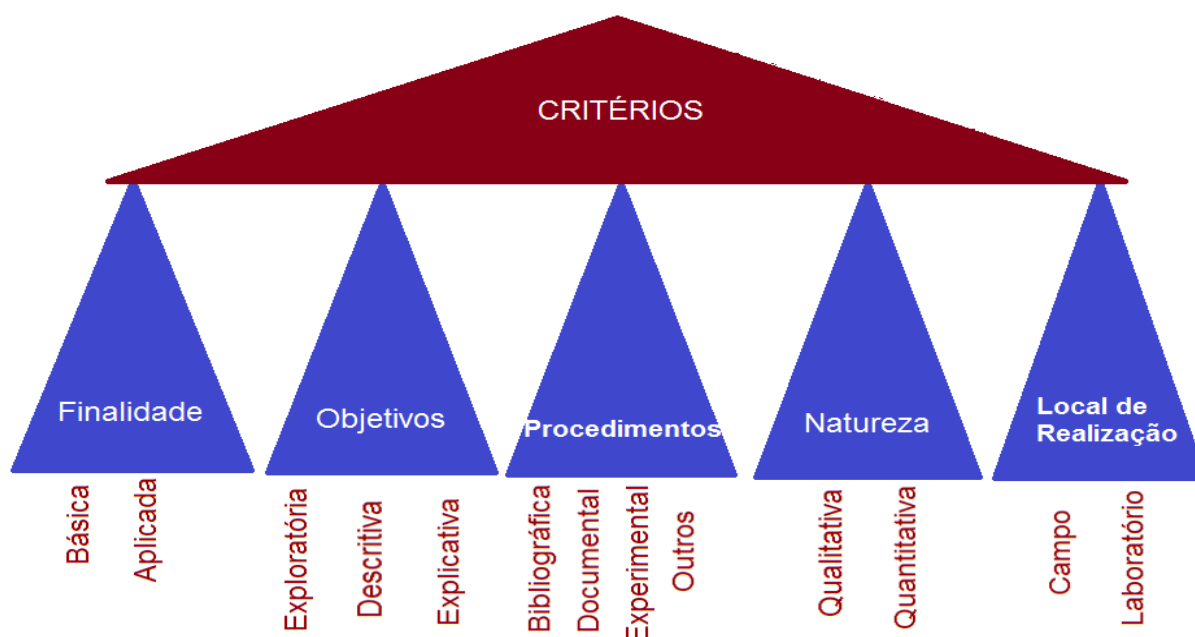 CRITÉRIOS
Finalidade
Objetivos
Procedimentos
Natureza
Local de
Realização
Básica
Aplicada
Exploratória
Descritiva
Explicativa
Bibliográfica
Documental
Experimental
Outros
Qualitativa
Quantitativa
Campo
Laboratório